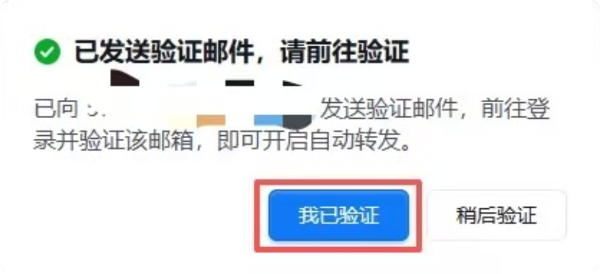 已发送验证邮件，请前往验证
已向 发送验证邮件，前往登
录并验证该邮箱，即可开启自动转发。
我已验证
稍后验证